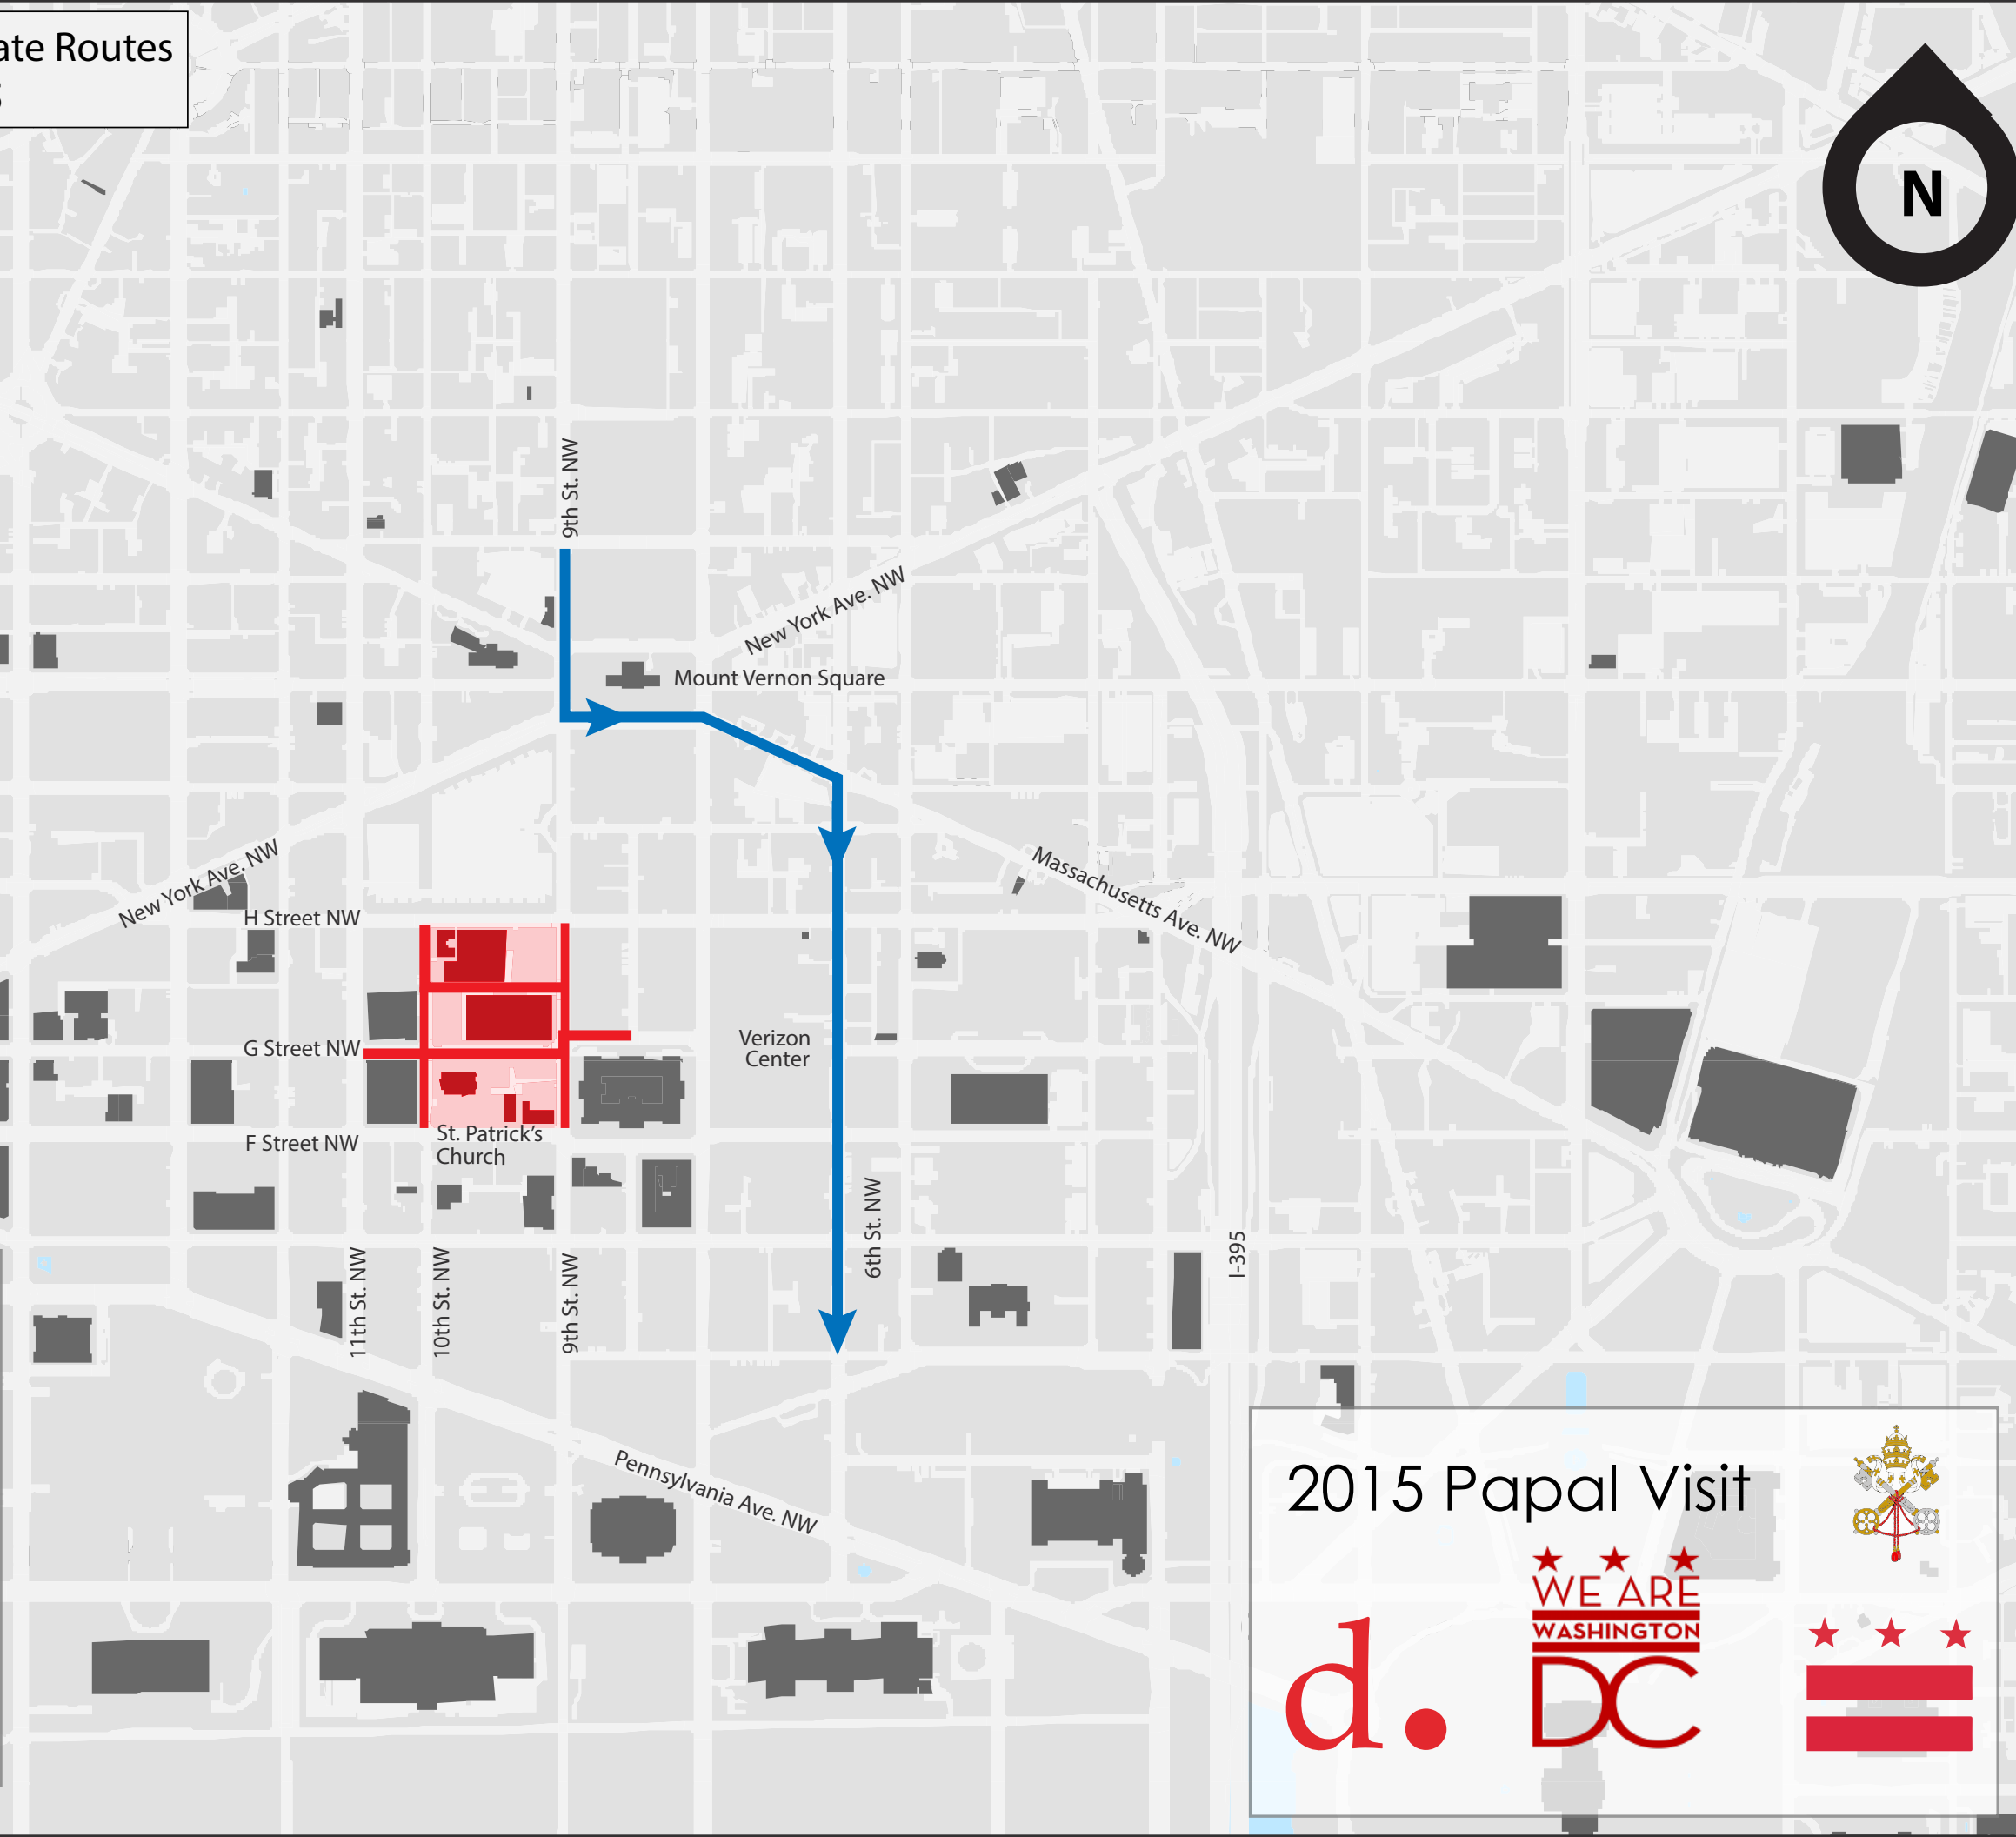 ate Routes
N
9th St. NW
New York Ave. NW
Mount Vernon Square
New York Ave. NW
Massachusetts Ave. NW
H Street NW
G Street NW
Verizon
Center
F Street NW
St. Patrick's
Church
11th St. NW
10th St. NW
9th St. NW
6th St. NW
I-395
Pennsylvania Ave. NW
2015 Papal Visit
WE ARE
WASHINGTON
DC
d.